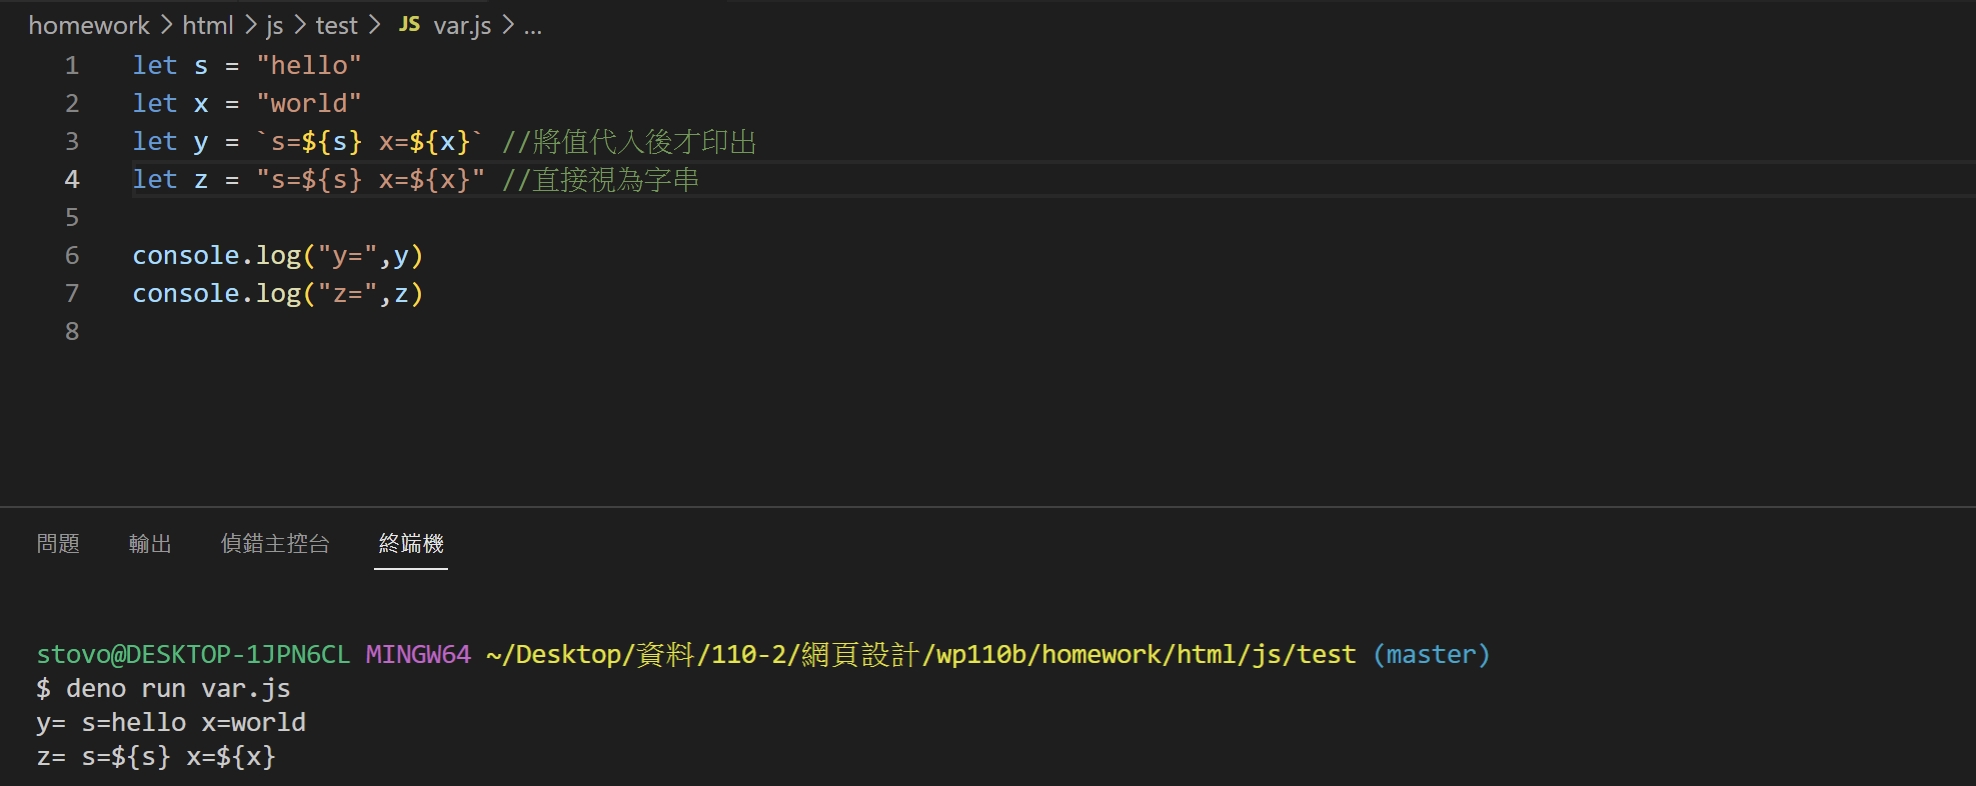 homework > html > js > test > JS var.js > ...
1 let s = "hello"
2 let x = "world"
3 let y = `s=${s} x=${x}` //將值代入後才印出
4 let z = "s=${s} x=${x}" //直接視為字串
5
6 console.log("y=",y)
7 console.log("z=",z)
8
問題 輸出 偵錯主控台 終端機
stovo@DESKTOP-1JPN6CL MINGW64 ~/Desktop/資料/110-2/網頁設計/wp110b/homework/html/js/test (master)
$ deno run var.js
y= s=hello x=world
z= s=${s} x=${x}